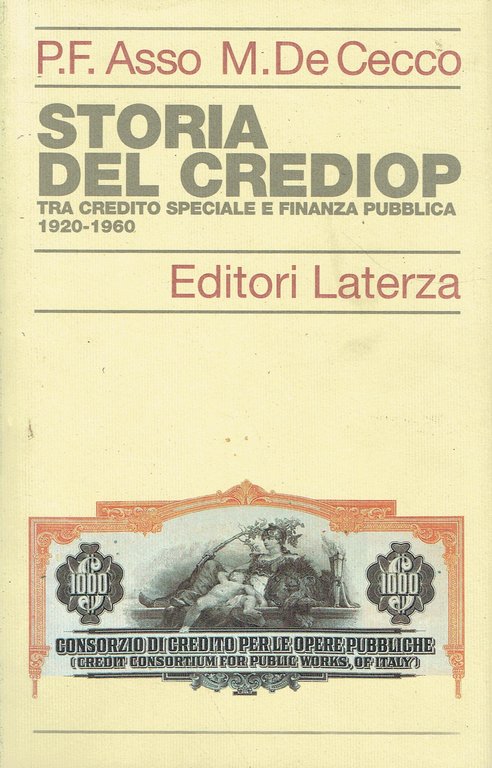 P.F. Asso M. De Cecco
STORIA
DEL CREDIOP
TRA CREDITO SPECIALE E FINANZA PUBBLICA
1920-1960
Editori Laterza
1000 1000
CONSORZIO DI CREDITO PER LE OPERE PUBBLICHE
(CREDIT CONSORTIUM FOR PUBLIC WORKS, OF ITALY)